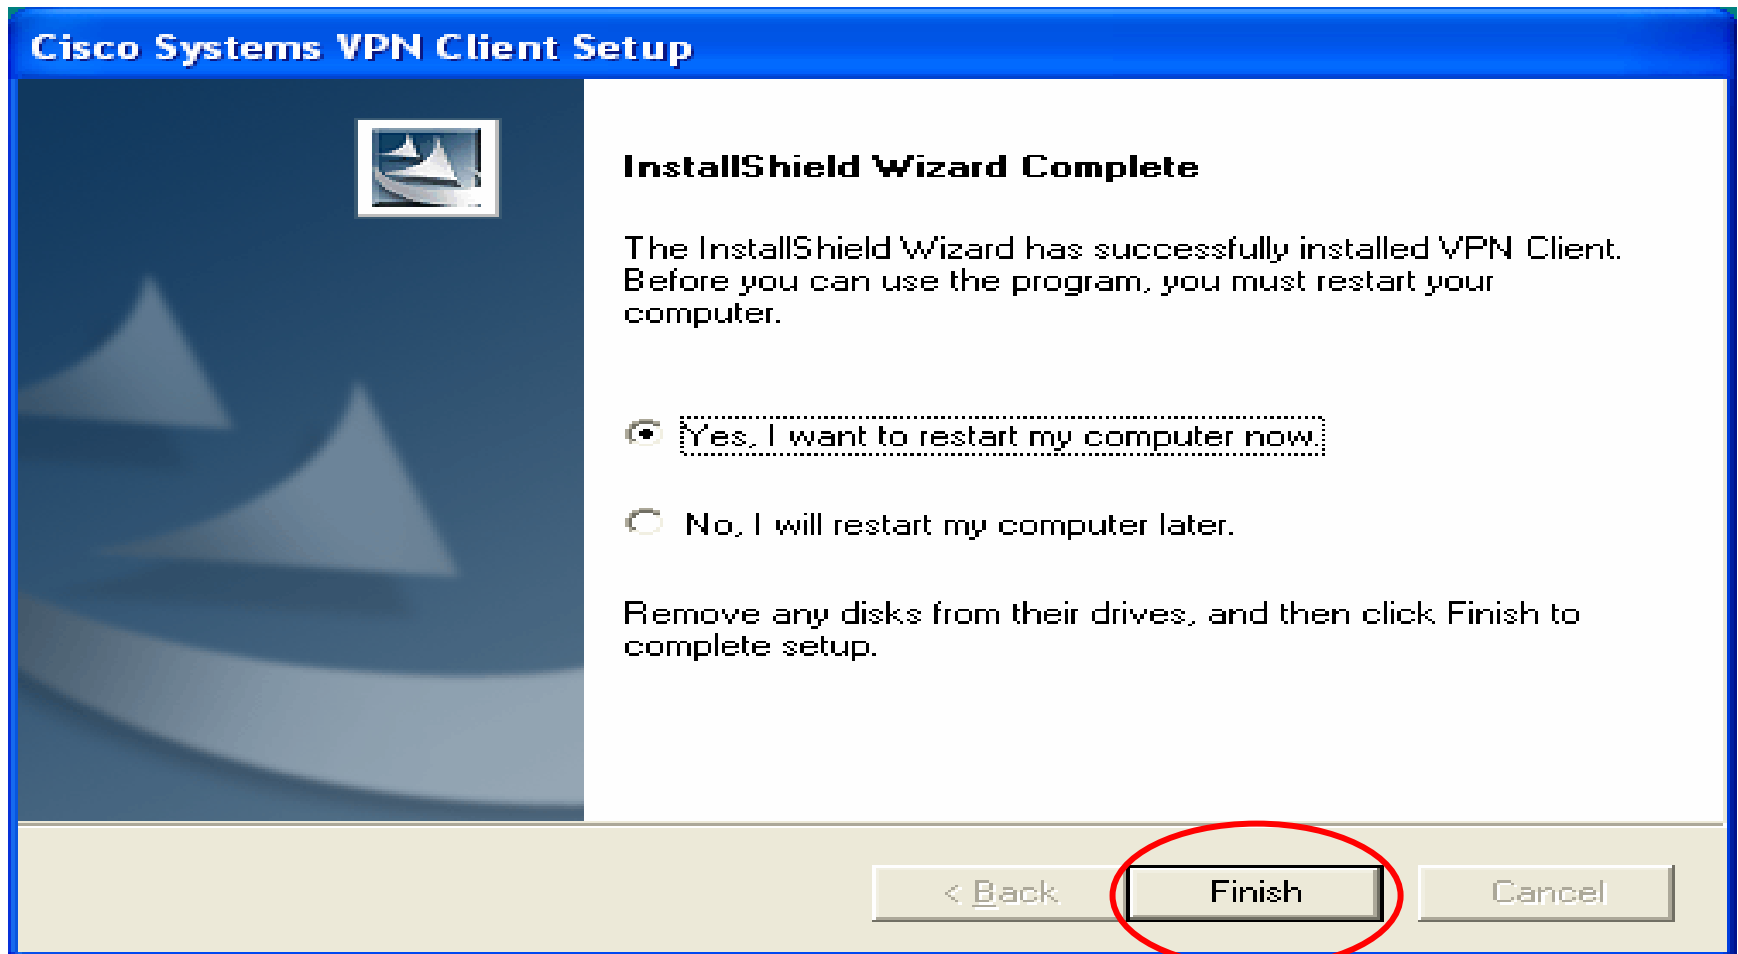 Cisco Systems VPN Client Setup
InstallShield Wizard Complete
The InstallShield Wizard has successfully installed VPN Client.
Before you can use the program, you must restart your
computer.
Yes, I want to restart my computer now.
No, I will restart my computer later.
Remove any disks from their drives, and then click Finish to
complete setup.
< Back Finish Cancel